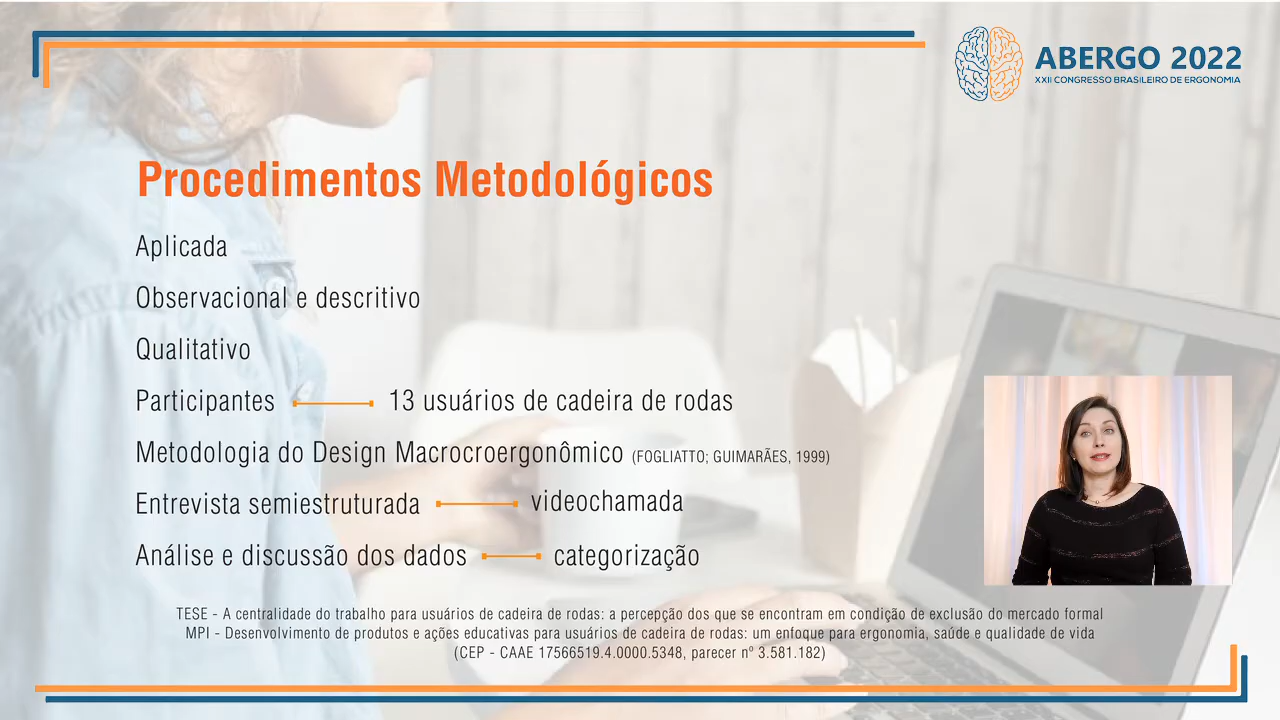 ABERGO 2022
XXII CONGRESSO BRASILEIRO DE ERGONOMIA
Procedimentos Metodológicos
Aplicada
Observacional e descritivo
Qualitativo
Participantes 13 usuários de cadeira de rodas
Metodologia do Design Macrocroergonômico (FOGLIATTO; GUIMARÃES, 1999)
Entrevista semiestruturada videochamada
Análise e discussão dos dados categorização
TESE - A centralidade do trabalho para usuários de cadeira de rodas: a percepção dos que se encontram em condição de exclusão do mercado formal
MPI - Desenvolvimento de produtos e ações educativas para usuários de cadeira de rodas: um enfoque para ergonomia, saúde e qualidade de vida
(CEP - CAAE 17566519.4.0000.5348, parecer nº 3.581.182)